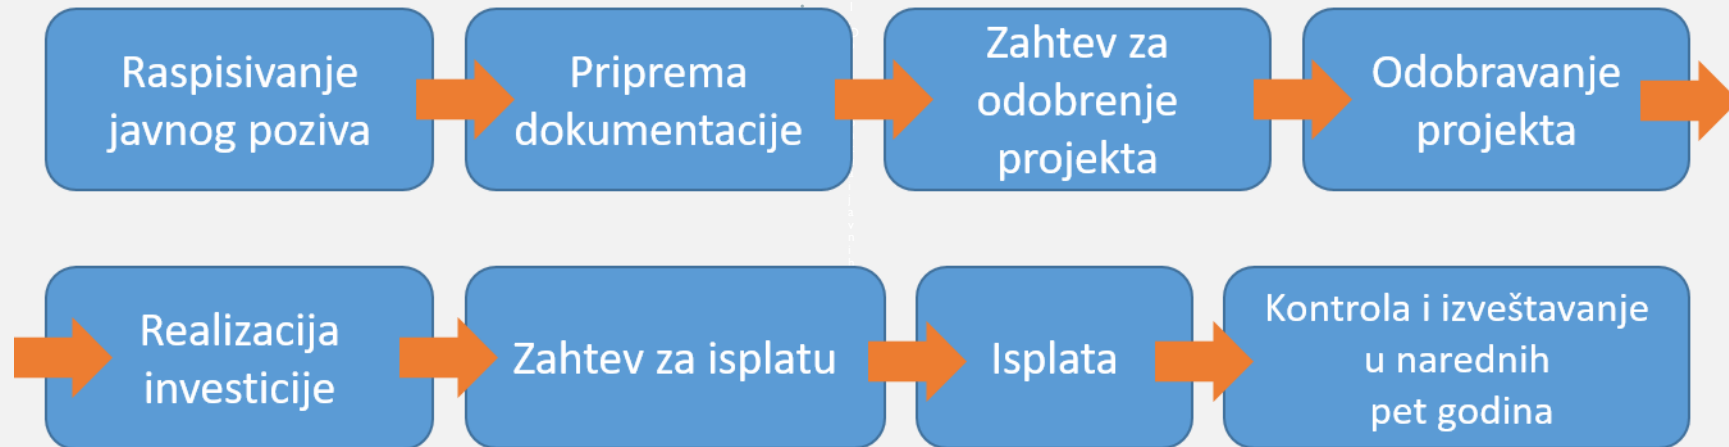 Raspisivanje
javnog poziva
Priprema
dokumentacije
Zahtev za
odobrenje
projekta
Odobravanje
projekta
Realizacija
investicije
Zahtev za isplatu
Isplata
Kontrola i izveštavanje
u narednih
pet godina